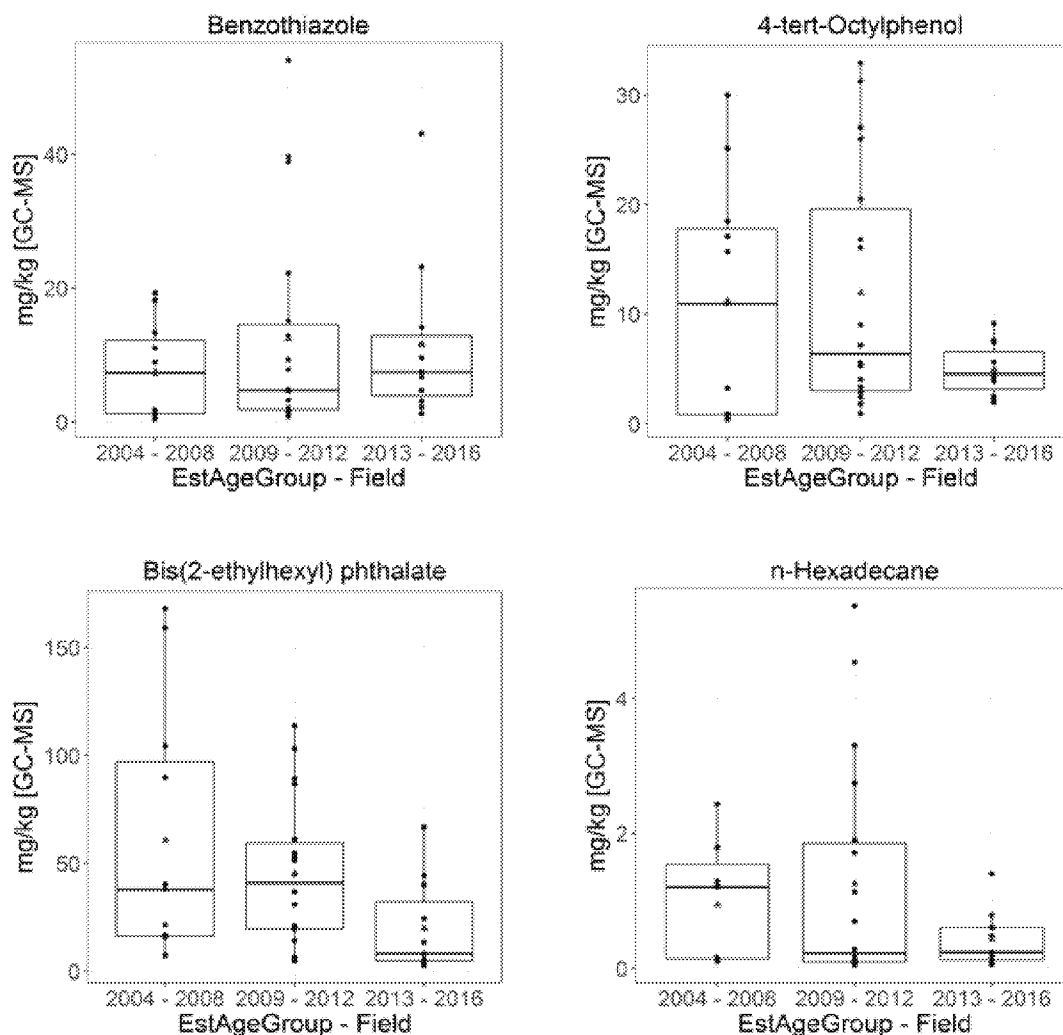 Benzothiazole
mg/kg [GC-MS]
40
20
0
2004 - 2008 2009 - 2012 2013 - 2016
EstAgeGroup - Field
4-tert-Octylphenol
mg/kg [GC-MS]
30
20
10
0
2004 - 2008 2009 - 2012 2013 - 2016
EstAgeGroup - Field
Bis(2-ethylhexyl) phthalate
mg/kg [GC-MS]
150
100
50
0
2004 - 2008 2009 - 2012 2013 - 2016
EstAgeGroup - Field
n-Hexadecane
mg/kg [GC-MS]
4
2
0
2004 - 2008 2009 - 2012 2013 - 2016
EstAgeGroup - Field